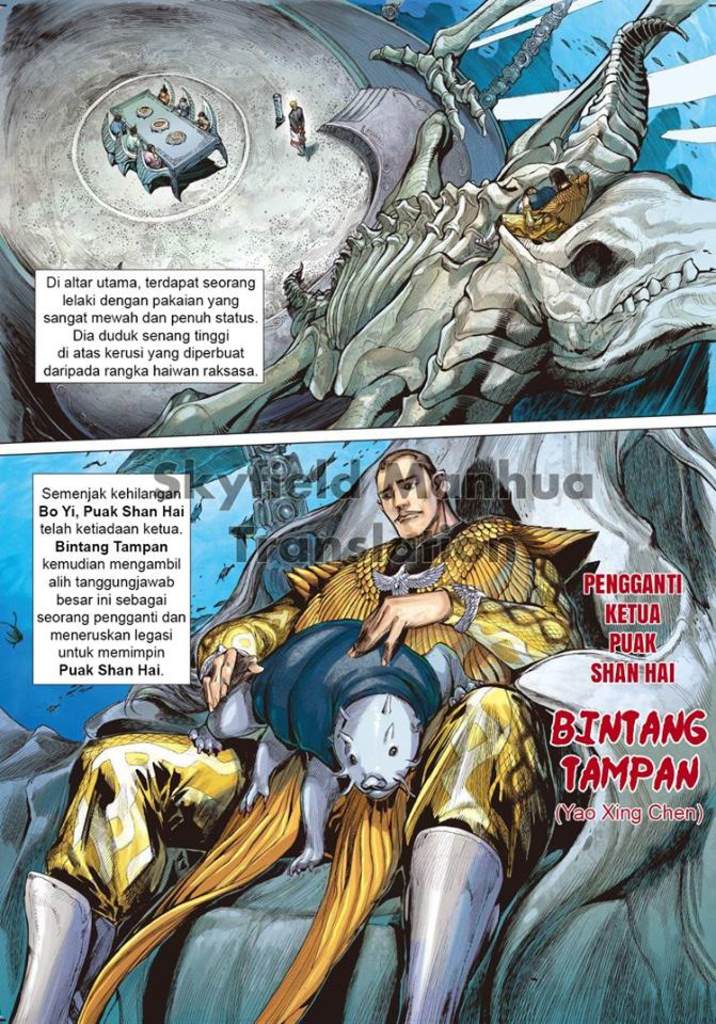 Di altar utama, terdapat seorang
lelaki dengan pakaian yang
sangat mewah dan penuh status.
Dia duduk senang tinggi
di atas kerusi yang diperbuat
daripada rangka haiwan raksasa.
Skyfield Manhua
Translation
Semenjak kehilangan
Bo Yi, Puak Shan Hai
telah ketiadaan ketua.
Bintang Tampan
kemudian mengambil
alih tanggungjawab
besar ini sebagai
seorang pengganti dan
meneruskan legasi
untuk memimpin
Puak Shan Hai.
PENGGANTI
KETUA
PUAK
SHAN HAI
BINTANG
TAMPAN
(Yao Xing Chen)